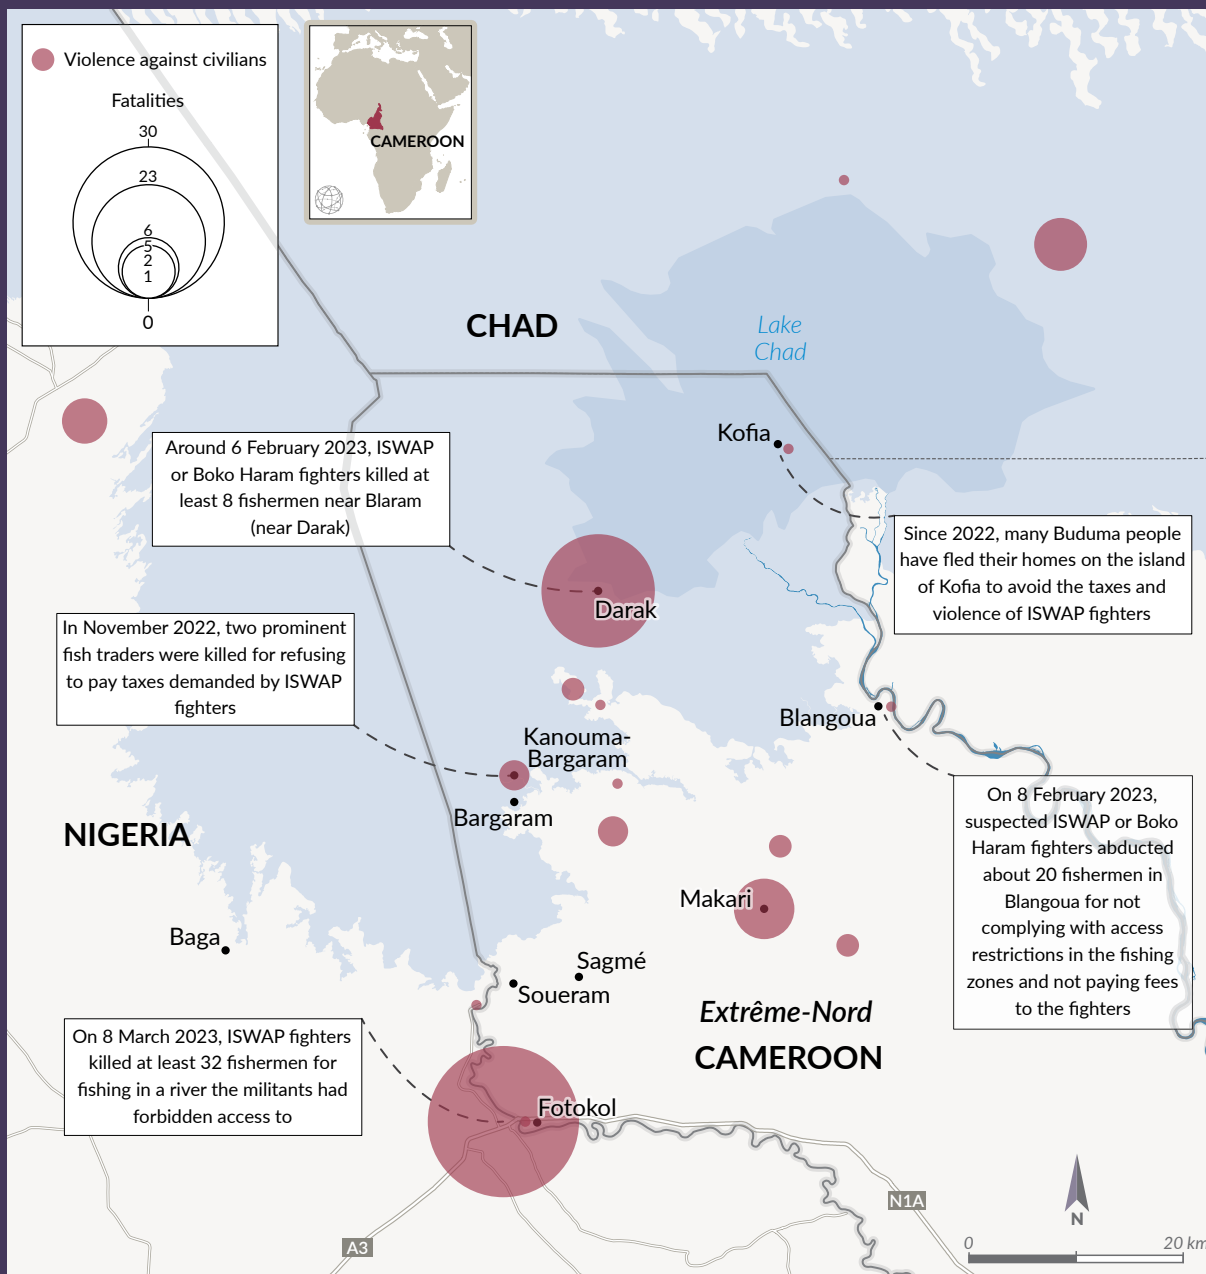 Violence against civilians
Fatalities
30
23
6
5
2
1
0
CAMEROON
CHAD
Lake
Chad
Kofia
Around 6 February 2023, ISWAP
or Boko Haram fighters killed at
least 8 fishermen near Blaram
(near Darak)
Since 2022, many Buduma people
have fled their homes on the island
of Kofia to avoid the taxes and
violence of ISWAP fighters
Darak
In November 2022, two prominent
fish traders were killed for refusing
to pay taxes demanded by ISWAP
fighters
Blangoua
Kanouma-
Bargaram
Bargaram
NIGERIA
On 8 February 2023,
suspected ISWAP or Boko
Haram fighters abducted
about 20 fishermen in
Blangoua for not
complying with access
restrictions in the fishing
zones and not paying fees
to the fighters
Makari
Baga
Sagmé
Soueram
Extrême-Nord
CAMEROON
On 8 March 2023, ISWAP fighters
killed at least 32 fishermen for
fishing in a river the militants had
forbidden access to
Fotokol
N1A
A3
N
0
20 km